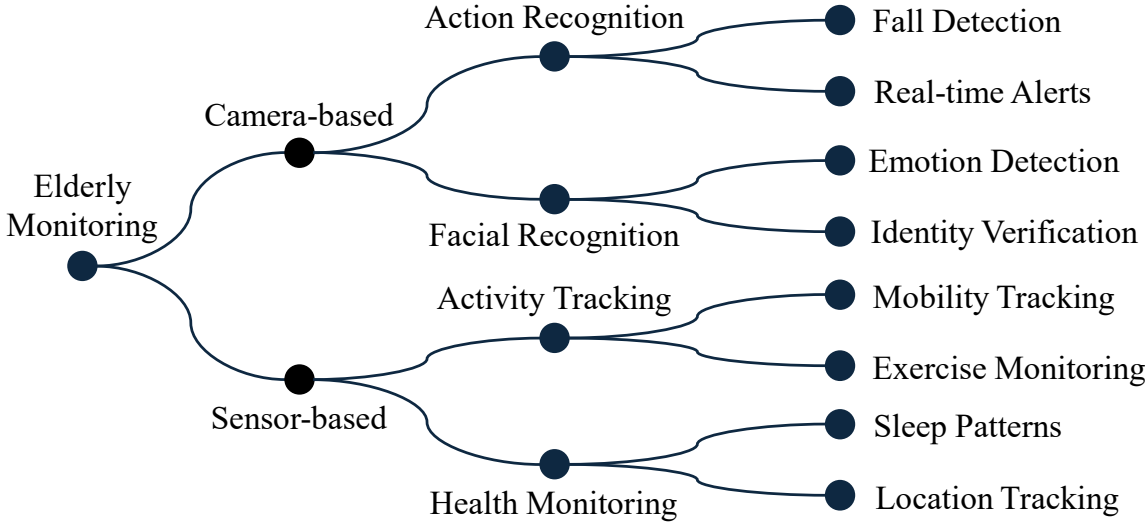 Elderly
Monitoring
Camera-based
Sensor-based
Action Recognition
Facial Recognition
Activity Tracking
Health Monitoring
Fall Detection
Real-time Alerts
Emotion Detection
Identity Verification
Mobility Tracking
Exercise Monitoring
Sleep Patterns
Location Tracking